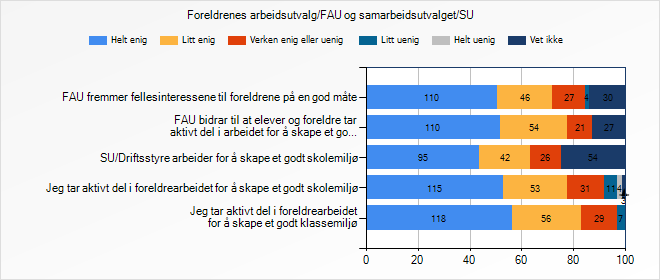 Foreldrenes arbeidsutvalg/FAU og samarbeidsutvalget/SU
Helt enig Litt enig Verken enig eller uenig Litt uenig Helt uenig Vet ikke
FAU fremmer fellesinteressene til foreldrene på en god måte 110 46 27 4 30
FAU bidrar til at elever og foreldre tar
aktivt del i arbeidet for å skape et go... 110 54 21 27
SU/Driftsstyre arbeider for å skape et godt skolemiljø 95 42 26 54
Jeg tar aktivt del i foreldrearbeidet for å skape et godt skolemiljø 115 53 31 11 4
3
Jeg tar aktivt del i foreldrearbeidet
for å skape et godt klassemiljø 118 56 29 7
0 20 40 60 80 100